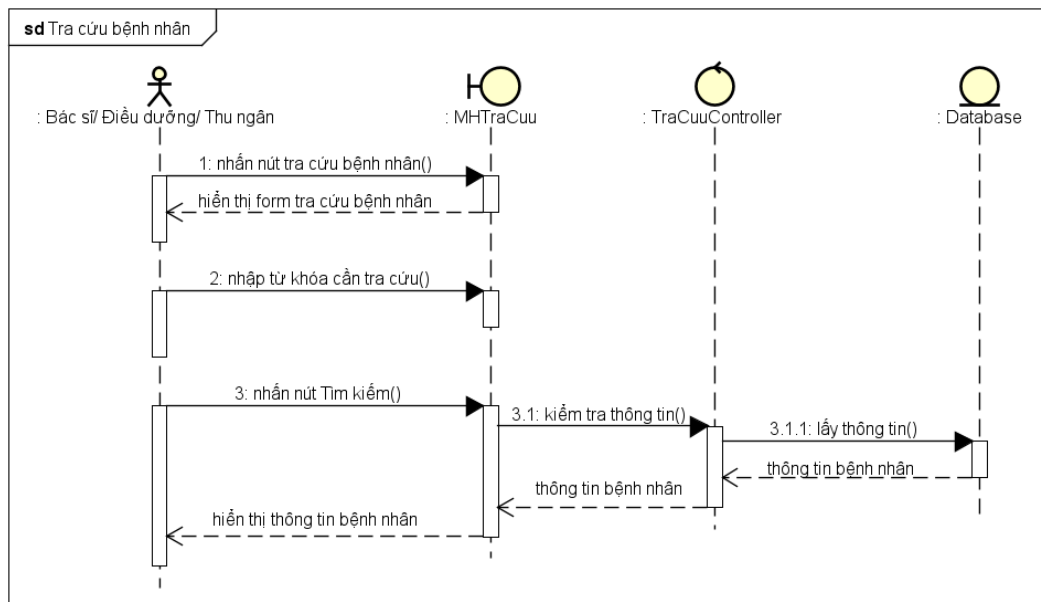 sd Tra cứu bệnh nhân
: Bác sĩ/ Điều dưỡng/ Thu ngân
: MHTraCuu
: TraCuuController
: Database
1: nhấn nút tra cứu bệnh nhân()
hiển thị form tra cứu bệnh nhân
2: nhập từ khóa cần tra cứu()
3: nhấn nút Tìm kiếm()
3.1: kiểm tra thông tin()
3.1.1: lấy thông tin()
thông tin bệnh nhân
thông tin bệnh nhân
hiển thị thông tin bệnh nhân